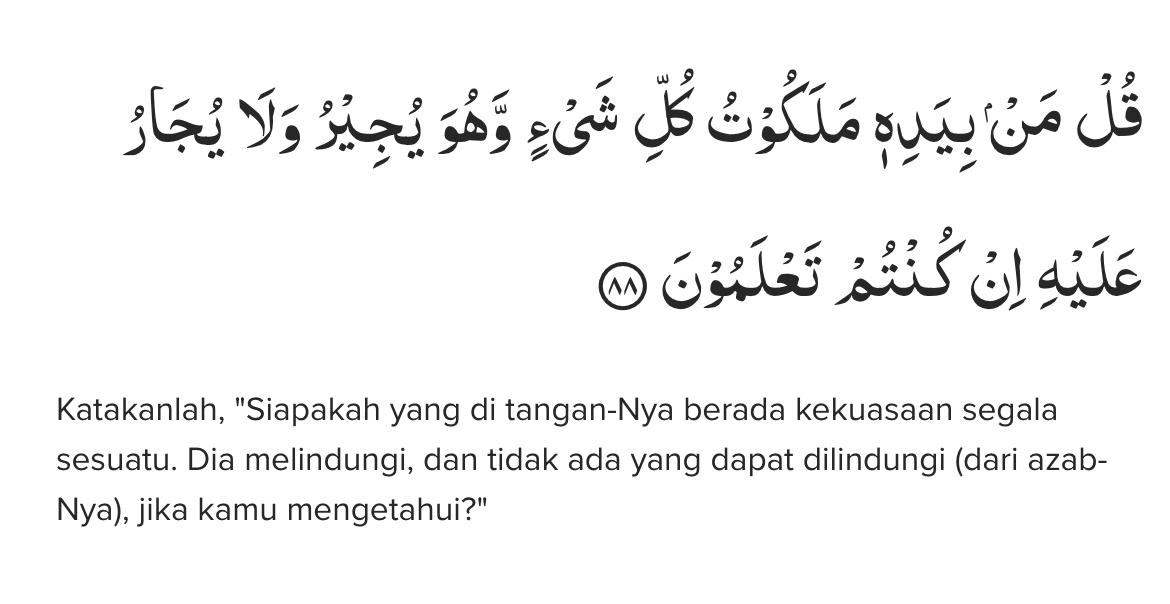 قُلْ مَنْۢ بِيَدِهٖ مَلَكُوْتُ كُلِّ شَيْءٍ وَّهُوَ يُجِيْرُ وَلَا يُجَارُ
عَلَيْهِ اِنْ كُنْتُمْ تَعْلَمُوْنَ ٨٨
Katakanlah, "Siapakah yang di tangan-Nya berada kekuasaan segala
sesuatu. Dia melindungi, dan tidak ada yang dapat dilindungi (dari azab-
Nya), jika kamu mengetahui?"